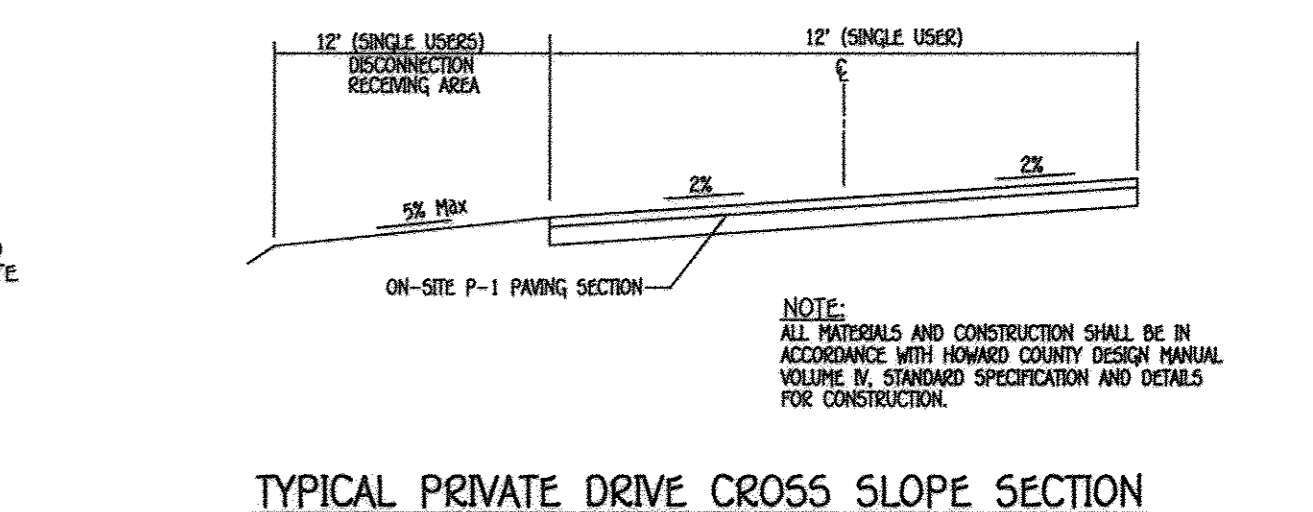 12' (SINGLE USERS)
DISCONNECTION
RECEIVING AREA
12' (SINGLE USER)
℄
5% MAX
2%
2%
TE
ON-SITE P-1 PAVING SECTION
NOTE:
ALL MATERIALS AND CONSTRUCTION SHALL BE IN
ACCORDANCE WITH HOWARD COUNTY DESIGN MANUAL
VOLUME IV, STANDARD SPECIFICATION AND DETAILS
FOR CONSTRUCTION.
TYPICAL PRIVATE DRIVE CROSS SLOPE SECTION